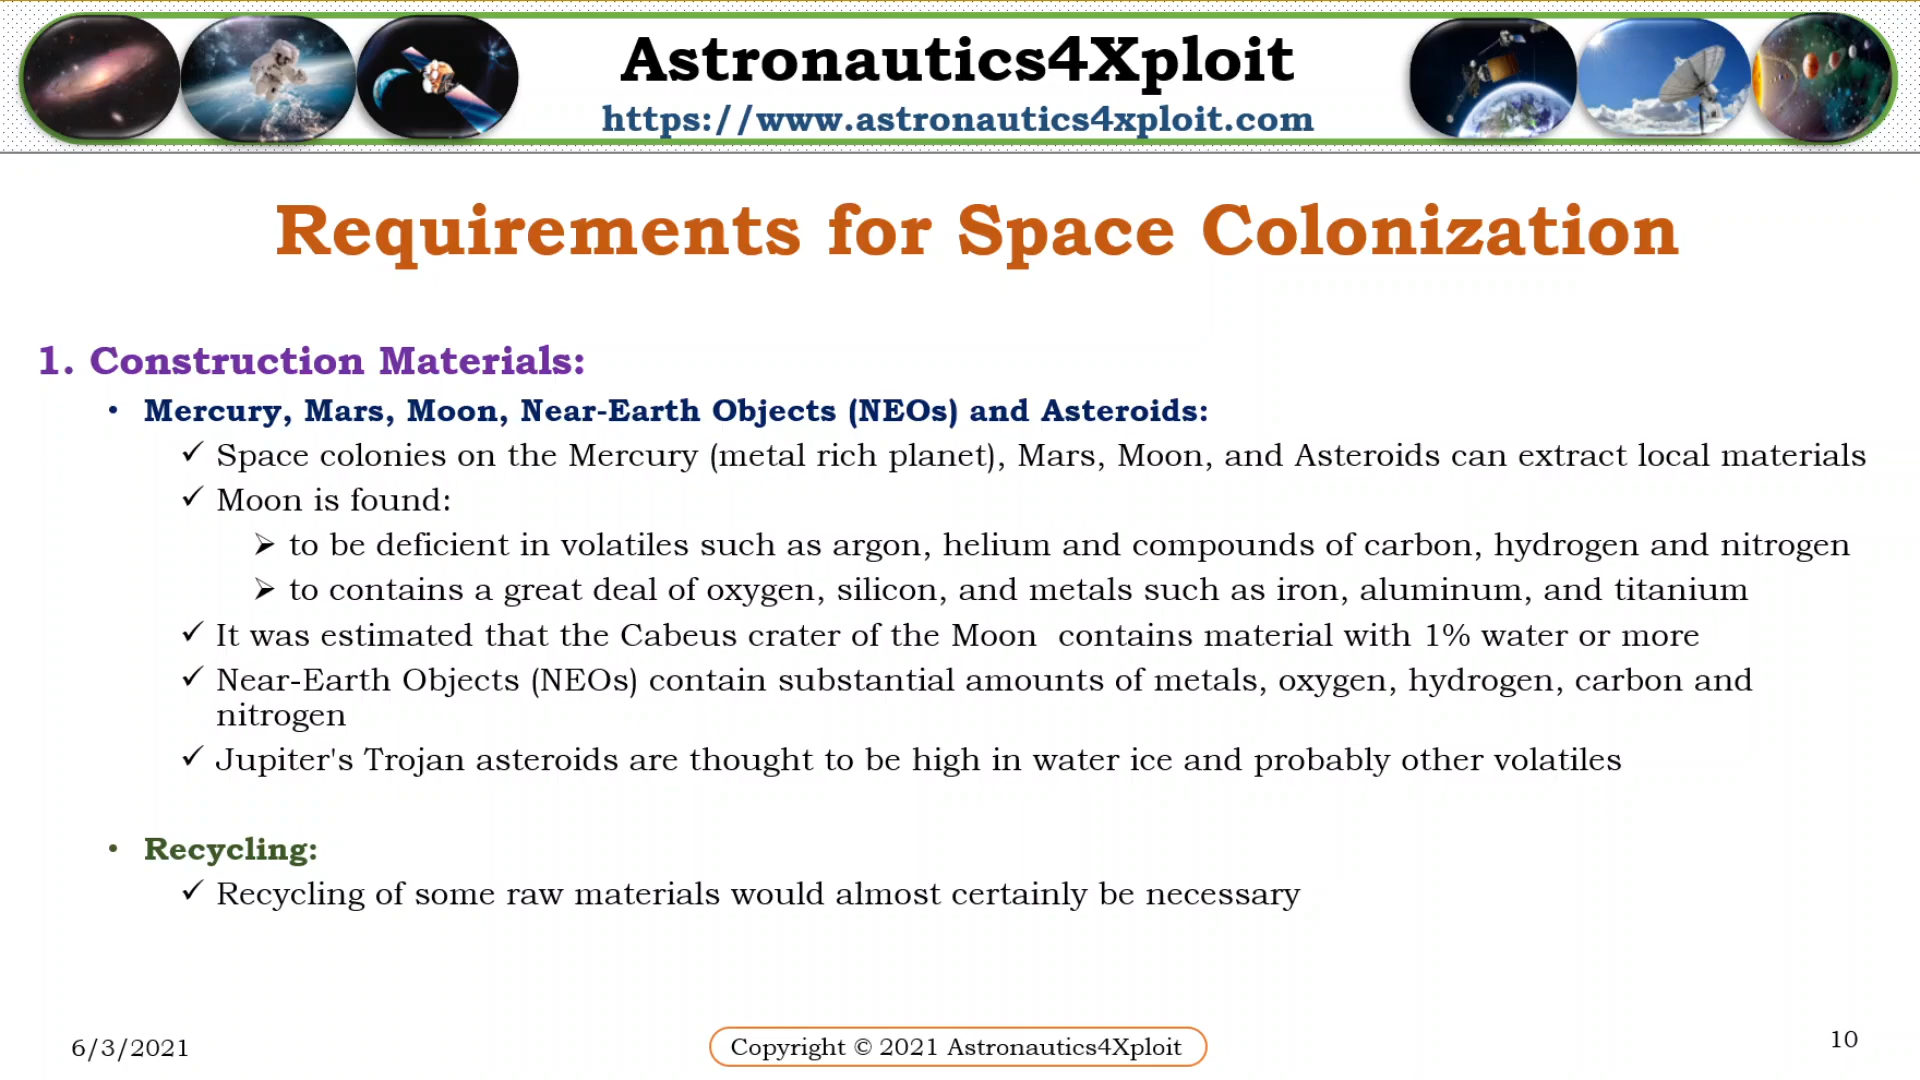 Astronautics4Xploit
https://www.astronautics4xploit.com
Requirements for Space Colonization
1. Construction Materials:
• Mercury, Mars, Moon, Near-Earth Objects (NEOs) and Asteroids:
✓ Space colonies on the Mercury (metal rich planet), Mars, Moon, and Asteroids can extract local materials
✓ Moon is found:
➢ to be deficient in volatiles such as argon, helium and compounds of carbon, hydrogen and nitrogen
➢ to contains a great deal of oxygen, silicon, and metals such as iron, aluminum, and titanium
✓ It was estimated that the Cabeus crater of the Moon  contains material with 1% water or more
✓ Near-Earth Objects (NEOs) contain substantial amounts of metals, oxygen, hydrogen, carbon and
nitrogen
✓ Jupiter's Trojan asteroids are thought to be high in water ice and probably other volatiles
• Recycling:
✓ Recycling of some raw materials would almost certainly be necessary
6/3/2021
Copyright © 2021 Astronautics4Xploit
10